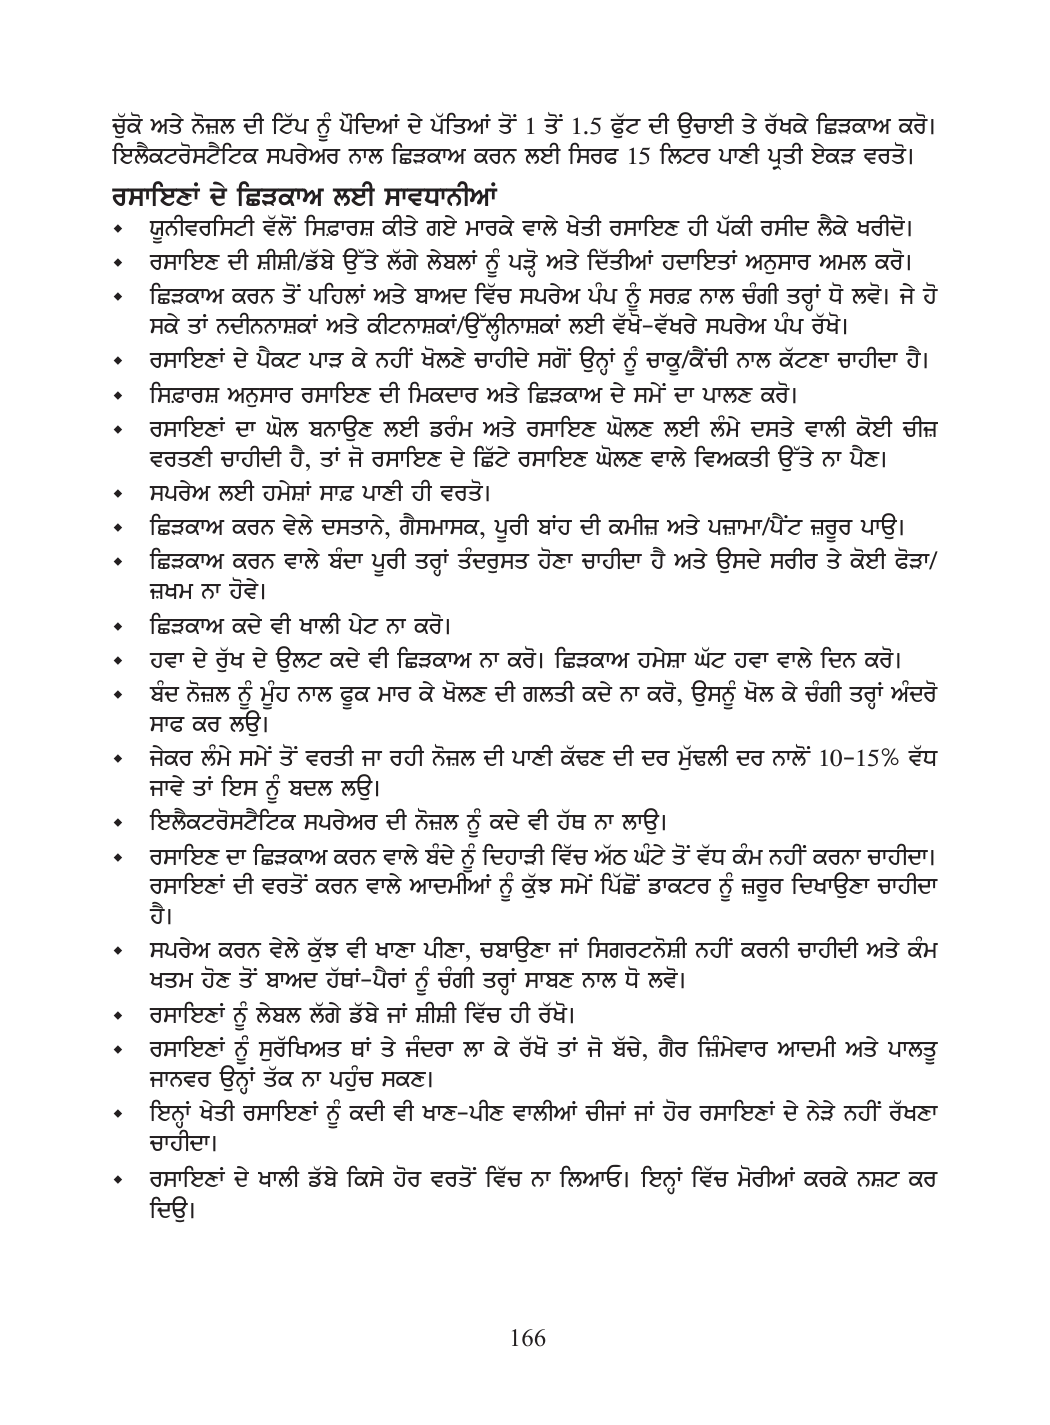 ਚੁੱਕੋ ਅਤੇ ਨੋਜ਼ਲ ਦੀ ਟਿੱਪ ਨੂੰ ਪੌਦਿਆਂ ਦੇ ਪੱਤਿਆਂ ਤੋਂ 1 ਤੋਂ 1.5 ਫੁੱਟ ਦੀ ਉਚਾਈ ਤੇ ਰੱਖਕੇ ਛਿੜਕਾਅ ਕਰੋ।
ਇਲੈਕਟਰੋਸਟੈਟਿਕ ਸਪਰੇਅਰ ਨਾਲ ਛਿੜਕਾਅ ਕਰਨ ਲਈ ਸਿਰਫ 15 ਲਿਟਰ ਪਾਣੀ ਪ੍ਰਤੀ ਏਕੜ ਵਰਤੋ।
ਰਸਾਇਣਾਂ ਦੇ ਛਿੜਕਾਅ ਲਈ ਸਾਵਧਾਨੀਆਂ
⬥ ਯੂਨੀਵਰਸਿਟੀ ਵੱਲੋਂ ਸਿਫ਼ਾਰਸ਼ ਕੀਤੇ ਗਏ ਮਾਰਕੇ ਵਾਲੇ ਖੇਤੀ ਰਸਾਇਣ ਹੀ ਪੱਕੀ ਰਸੀਦ ਲੈਕੇ ਖਰੀਦੋ।
⬥ ਰਸਾਇਣ ਦੀ ਸ਼ੀਸ਼ੀ/ਡੱਬੇ ਉੱਤੇ ਲੱਗੇ ਲੇਬਲਾਂ ਨੂੰ ਪੜ੍ਹੋ ਅਤੇ ਦਿੱਤੀਆਂ ਹਦਾਇਤਾਂ ਅਨੁਸਾਰ ਅਮਲ ਕਰੋ।
⬥ ਛਿੜਕਾਅ ਕਰਨ ਤੋਂ ਪਹਿਲਾਂ ਅਤੇ ਬਾਅਦ ਵਿੱਚ ਸਪਰੇਅ ਪੰਪ ਨੂੰ ਸਰਫ਼ ਨਾਲ ਚੰਗੀ ਤਰ੍ਹਾਂ ਧੋ ਲਵੋ। ਜੇ ਹੋ
ਸਕੇ ਤਾਂ ਨਦੀਨਨਾਸ਼ਕਾਂ ਅਤੇ ਕੀਟਨਾਸ਼ਕਾਂ/ਉੱਲ੍ਹੀਨਾਸ਼ਕਾਂ ਲਈ ਵੱਖੋ-ਵੱਖਰੇ ਸਪਰੇਅ ਪੰਪ ਰੱਖੋ।
⬥ ਰਸਾਇਣਾਂ ਦੇ ਪੈਕਟ ਪਾੜ ਕੇ ਨਹੀਂ ਖੋਲਣੇ ਚਾਹੀਦੇ ਸਗੋਂ ਉਨ੍ਹਾਂ ਨੂੰ ਚਾਕੂ/ਕੈਂਚੀ ਨਾਲ ਕੱਟਣਾ ਚਾਹੀਦਾ ਹੈ।
⬥ ਸਿਫ਼ਾਰਸ਼ ਅਨੁਸਾਰ ਰਸਾਇਣ ਦੀ ਮਿਕਦਾਰ ਅਤੇ ਛਿੜਕਾਅ ਦੇ ਸਮੇਂ ਦਾ ਪਾਲਣ ਕਰੋ।
⬥ ਰਸਾਇਣਾਂ ਦਾ ਘੋਲ ਬਨਾਉਣ ਲਈ ਡਰੰਮ ਅਤੇ ਰਸਾਇਣ ਘੋਲਣ ਲਈ ਲੰਮੇ ਦਸਤੇ ਵਾਲੀ ਕੋਈ ਚੀਜ਼
ਵਰਤਣੀ ਚਾਹੀਦੀ ਹੈ, ਤਾਂ ਜੋ ਰਸਾਇਣ ਦੇ ਛਿੱਟੇ ਰਸਾਇਣ ਘੋਲਣ ਵਾਲੇ ਵਿਅਕਤੀ ਉੱਤੇ ਨਾ ਪੈਣ।
⬥ ਸਪਰੇਅ ਲਈ ਹਮੇਸ਼ਾਂ ਸਾਫ਼ ਪਾਣੀ ਹੀ ਵਰਤੋ।
⬥ ਛਿੜਕਾਅ ਕਰਨ ਵੇਲੇ ਦਸਤਾਨੇ, ਗੈਸਮਾਸਕ, ਪੂਰੀ ਬਾਂਹ ਦੀ ਕਮੀਜ਼ ਅਤੇ ਪਜ਼ਾਮਾ/ਪੈਂਟ ਜ਼ਰੂਰ ਪਾਉ।
⬥ ਛਿੜਕਾਅ ਕਰਨ ਵਾਲੇ ਬੰਦਾ ਪੂਰੀ ਤਰ੍ਹਾਂ ਤੰਦਰੁਸਤ ਹੋਣਾ ਚਾਹੀਦਾ ਹੈ ਅਤੇ ਉਸਦੇ ਸਰੀਰ ਤੇ ਕੋਈ ਫੋੜਾ/
ਜ਼ਖਮ ਨਾ ਹੋਵੇ।
⬥ ਛਿੜਕਾਅ ਕਦੇ ਵੀ ਖਾਲੀ ਪੇਟ ਨਾ ਕਰੋ।
⬥ ਹਵਾ ਦੇ ਰੁੱਖ ਦੇ ਉਲਟ ਕਦੇ ਵੀ ਛਿੜਕਾਅ ਨਾ ਕਰੋ। ਛਿੜਕਾਅ ਹਮੇਸ਼ਾ ਘੱਟ ਹਵਾ ਵਾਲੇ ਦਿਨ ਕਰੋ।
⬥ ਬੰਦ ਨੋਜ਼ਲ ਨੂੰ ਮੂੰਹ ਨਾਲ ਫੂਕ ਮਾਰ ਕੇ ਖੋਲਣ ਦੀ ਗਲਤੀ ਕਦੇ ਨਾ ਕਰੋ, ਉਸਨੂੰ ਖੋਲ ਕੇ ਚੰਗੀ ਤਰ੍ਹਾਂ ਅੰਦਰੋ
ਸਾਫ ਕਰ ਲਉ।
⬥ ਜੇਕਰ ਲੰਮੇ ਸਮੇਂ ਤੋਂ ਵਰਤੀ ਜਾ ਰਹੀ ਨੋਜ਼ਲ ਦੀ ਪਾਣੀ ਕੱਢਣ ਦੀ ਦਰ ਮੁੱਢਲੀ ਦਰ ਨਾਲੋਂ 10-15% ਵੱਧ
ਜਾਵੇ ਤਾਂ ਇਸ ਨੂੰ ਬਦਲ ਲਉ।
⬥ ਇਲੈਕਟਰੋਸਟੈਟਿਕ ਸਪਰੇਅਰ ਦੀ ਨੋਜ਼ਲ ਨੂੰ ਕਦੇ ਵੀ ਹੱਥ ਨਾ ਲਾਉ।
⬥ ਰਸਾਇਣ ਦਾ ਛਿੜਕਾਅ ਕਰਨ ਵਾਲੇ ਬੰਦੇ ਨੂੰ ਦਿਹਾੜੀ ਵਿੱਚ ਅੱਠ ਘੰਟੇ ਤੋਂ ਵੱਧ ਕੰਮ ਨਹੀਂ ਕਰਨਾ ਚਾਹੀਦਾ।
ਰਸਾਇਣਾਂ ਦੀ ਵਰਤੋਂ ਕਰਨ ਵਾਲੇ ਆਦਮੀਆਂ ਨੂੰ ਕੁੱਝ ਸਮੇਂ ਪਿੱਛੋਂ ਡਾਕਟਰ ਨੂੰ ਜ਼ਰੂਰ ਦਿਖਾਉਣਾ ਚਾਹੀਦਾ
ਹੈ।
⬥ ਸਪਰੇਅ ਕਰਨ ਵੇਲੇ ਕੁੱਝ ਵੀ ਖਾਣਾ ਪੀਣਾ, ਚਬਾਉਣਾ ਜਾਂ ਸਿਗਰਟਨੋਸ਼ੀ ਨਹੀਂ ਕਰਨੀ ਚਾਹੀਦੀ ਅਤੇ ਕੰਮ
ਖਤਮ ਹੋਣ ਤੋਂ ਬਾਅਦ ਹੱਥਾਂ-ਪੈਰਾਂ ਨੂੰ ਚੰਗੀ ਤਰ੍ਹਾਂ ਸਾਬਣ ਨਾਲ ਧੋ ਲਵੋ।
⬥ ਰਸਾਇਣਾਂ ਨੂੰ ਲੇਬਲ ਲੱਗੇ ਡੱਬੇ ਜਾਂ ਸ਼ੀਸ਼ੀ ਵਿੱਚ ਹੀ ਰੱਖੋ।
⬥ ਰਸਾਇਣਾਂ ਨੂੰ ਸੁਰੱਖਿਅਤ ਥਾਂ ਤੇ ਜੰਦਰਾ ਲਾ ਕੇ ਰੱਖੋ ਤਾਂ ਜੋ ਬੱਚੇ, ਗੈਰ ਜ਼ਿੰਮੇਵਾਰ ਆਦਮੀ ਅਤੇ ਪਾਲਤੂ
ਜਾਨਵਰ ਉਨ੍ਹਾਂ ਤੱਕ ਨਾ ਪਹੁੰਚ ਸਕਣ।
⬥ ਇਨ੍ਹਾਂ ਖੇਤੀ ਰਸਾਇਣਾਂ ਨੂੰ ਕਦੀ ਵੀ ਖਾਣ-ਪੀਣ ਵਾਲੀਆਂ ਚੀਜਾਂ ਜਾਂ ਹੋਰ ਰਸਾਇਣਾਂ ਦੇ ਨੇੜੇ ਨਹੀਂ ਰੱਖਣਾ
ਚਾਹੀਦਾ।
⬥ ਰਸਾਇਣਾਂ ਦੇ ਖਾਲੀ ਡੱਬੇ ਕਿਸੇ ਹੋਰ ਵਰਤੋਂ ਵਿੱਚ ਨਾ ਲਿਆਓ। ਇਨ੍ਹਾਂ ਵਿੱਚ ਮੋਰੀਆਂ ਕਰਕੇ ਨਸ਼ਟ ਕਰ
ਦਿਉ।
166